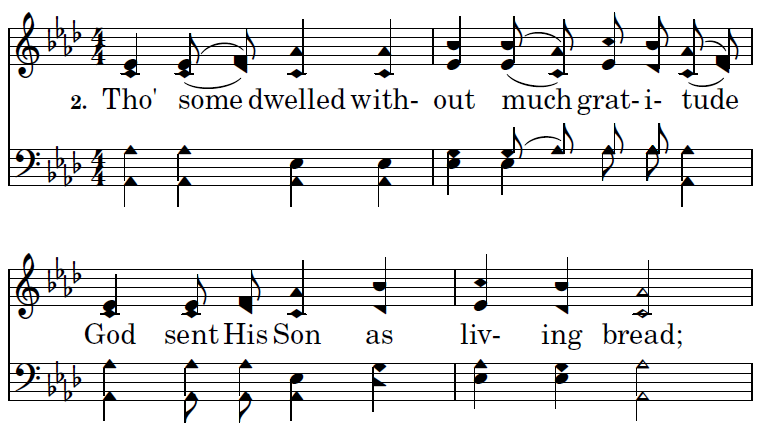 2. Tho' some dwelled with- out much grat- i- tude
God sent His Son as liv- ing bread;